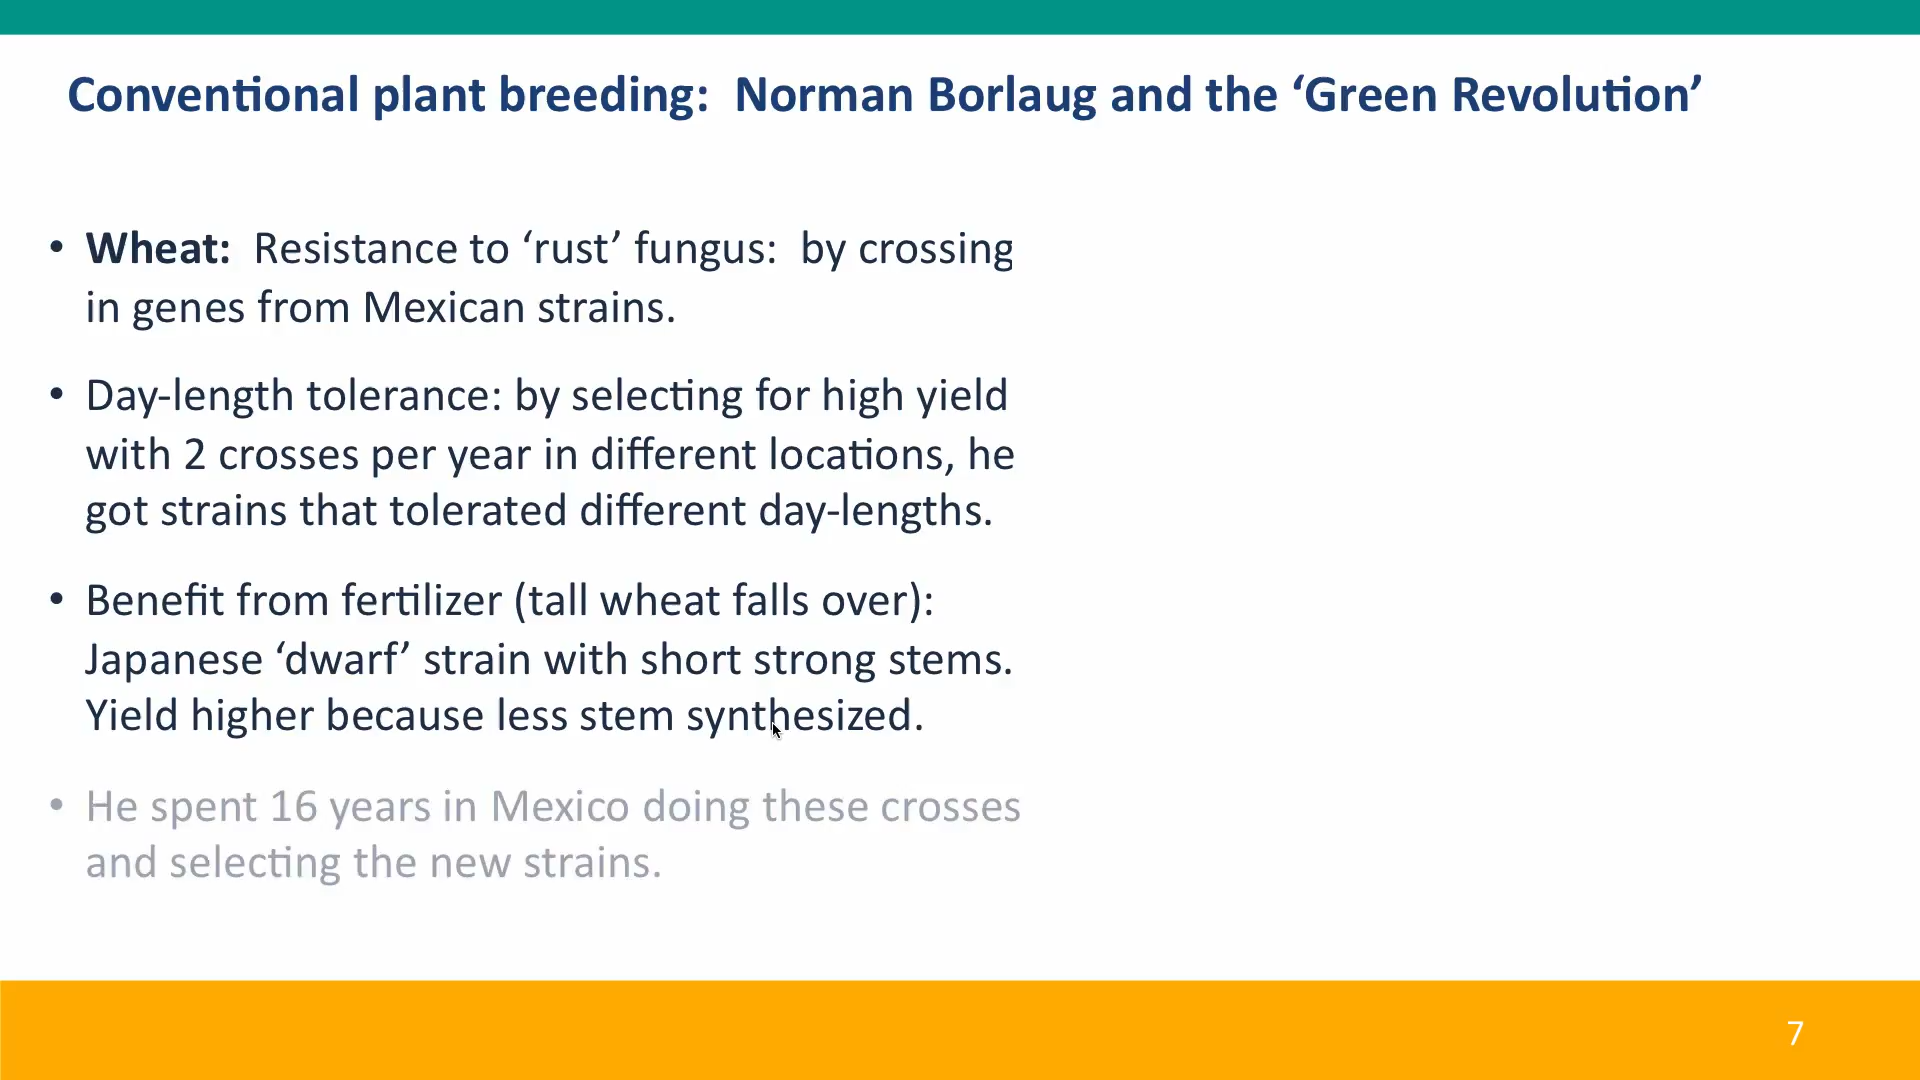 Conventional plant breeding:  Norman Borlaug and the ‘Green Revolution’
• Wheat:  Resistance to ‘rust’ fungus:  by crossing
in genes from Mexican strains.
• Day-length tolerance: by selecting for high yield
with 2 crosses per year in different locations, he
got strains that tolerated different day-lengths.
• Benefit from fertilizer (tall wheat falls over):
Japanese ‘dwarf’ strain with short strong stems.
Yield higher because less stem synthesized.
• He spent 16 years in Mexico doing these crosses
and selecting the new strains.
7